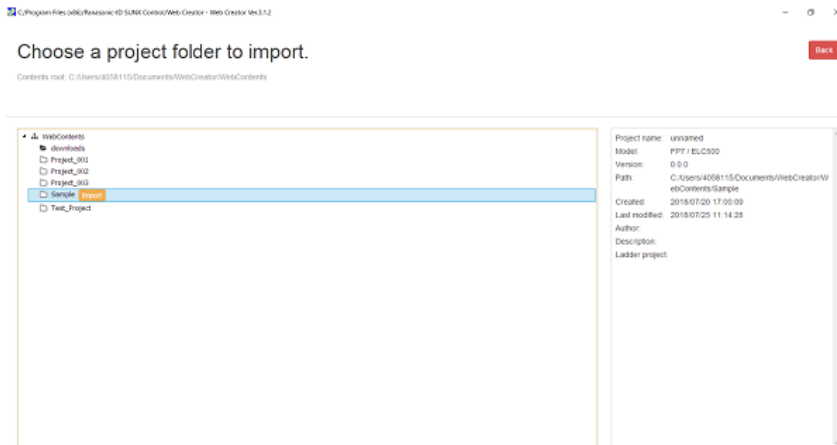 C:/Program Files (x86)/Panasonic-ID SUNX Control/Web Creator - Web Creator Ver.3.1.2
Choose a project folder to import.
Back
Contents root: C:/Users/4058115/Documents/WebCreator/WebContents
WebContents
downloads
Project_001
Project_002
Project_003
Sample Import
Test_Project
Project name: unnamed
Model: FP7 / ELC500
Version: 0.0.0
Path: C:/Users/4058115/Documents/WebCreator/W
ebContents/Sample
Created: 2018/07/20 17:00:09
Last modified: 2018/07/25 11:14:28
Author:
Description:
Ladder project: